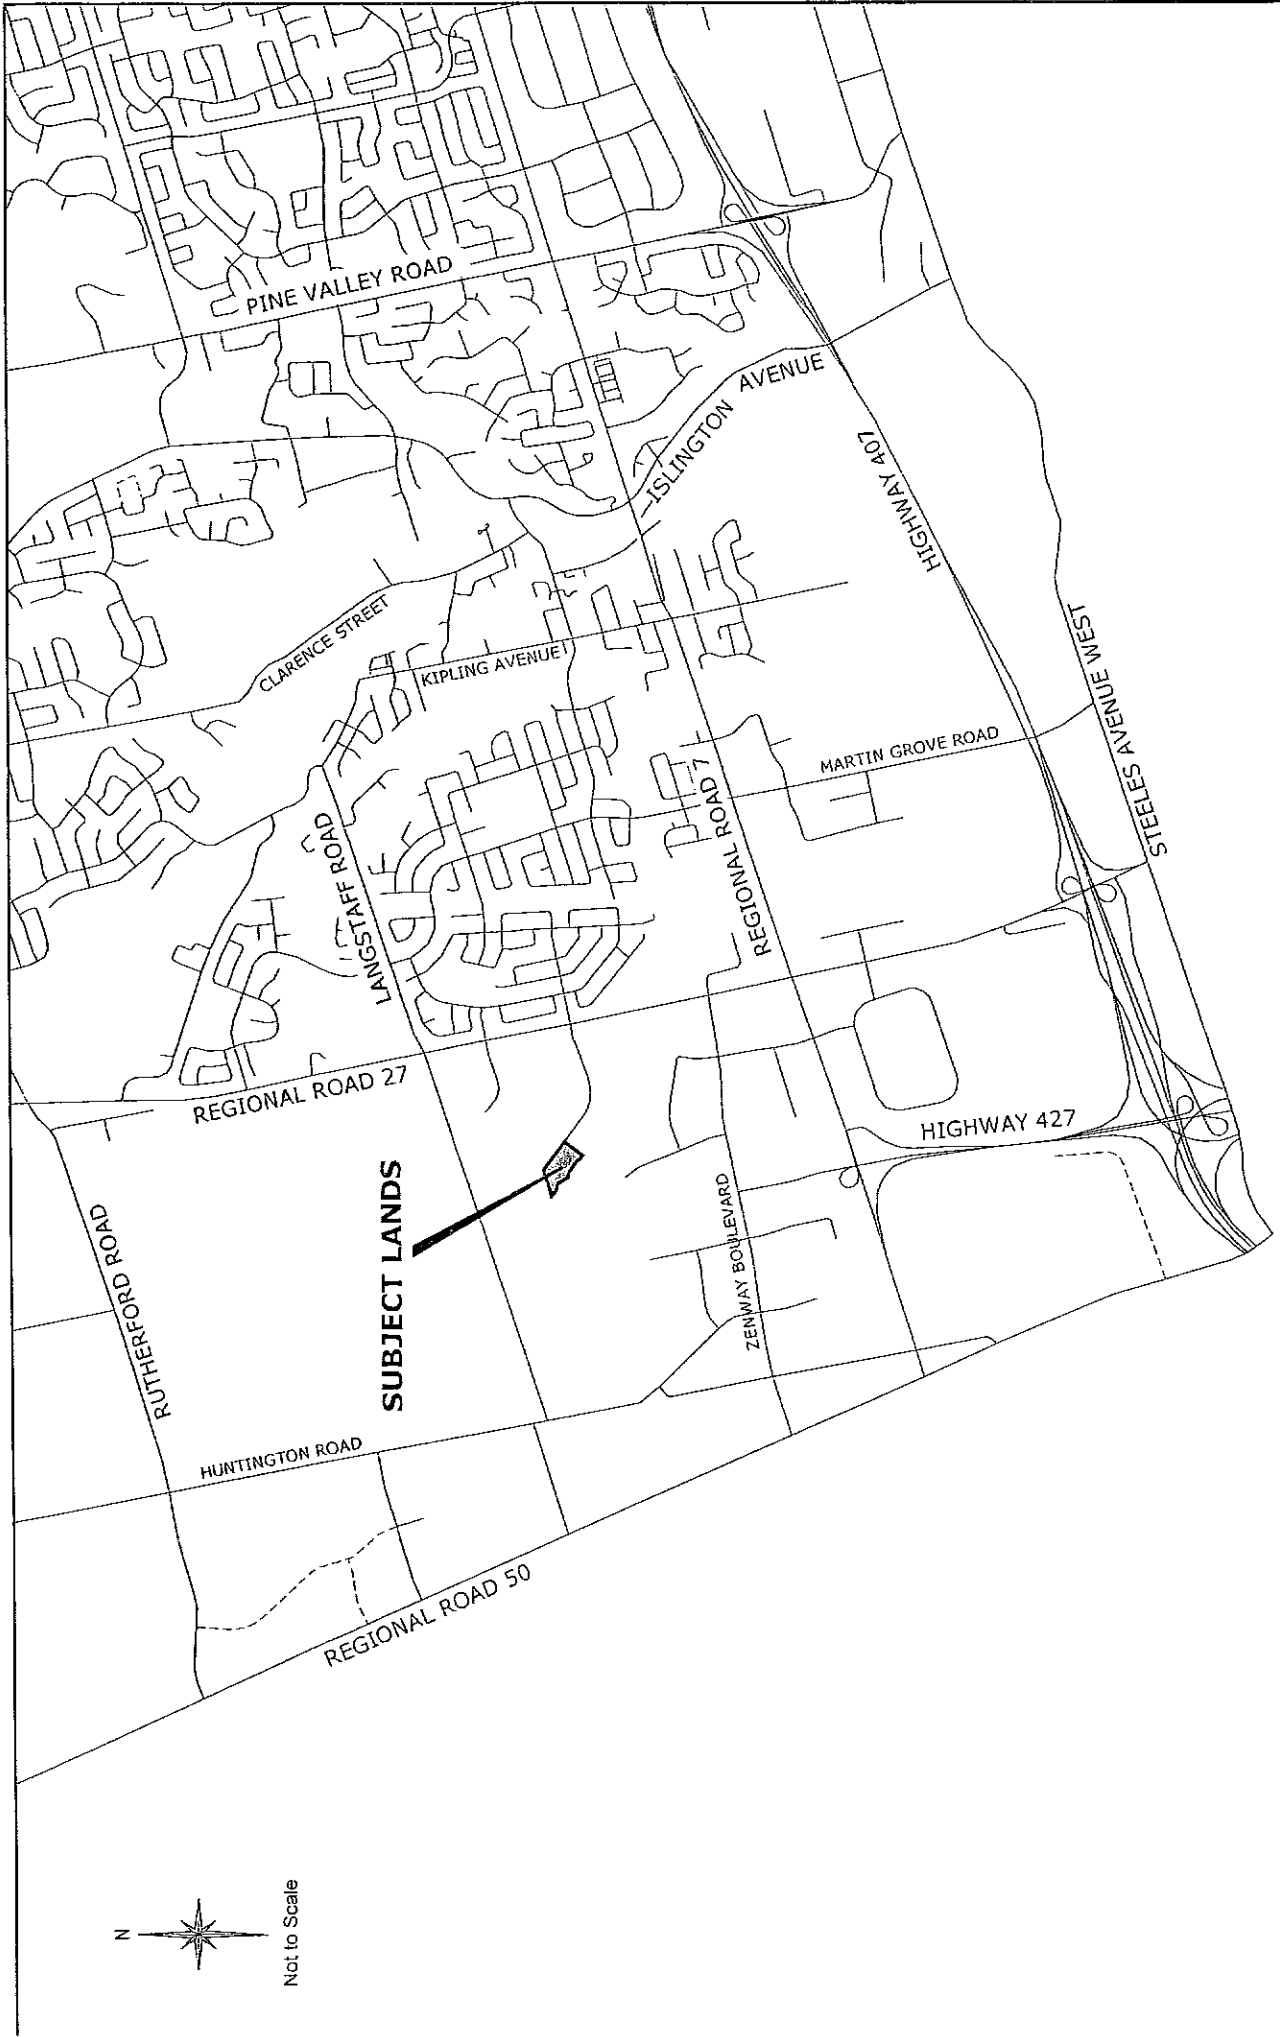 PINE VALLEY ROAD
ISLINGTON AVENUE
HIGHWAY 407
CLARENCE STREET
KIPLING AVENUE
STEELES AVENUE WEST
MARTIN GROVE ROAD
REGIONAL ROAD 7
LANGSTAFF ROAD
REGIONAL ROAD 27
HIGHWAY 427
SUBJECT LANDS
ZENWAY BOULEVARD
RUTHERFORD ROAD
HUNTINGTON ROAD
REGIONAL ROAD 50
N
Not to Scale